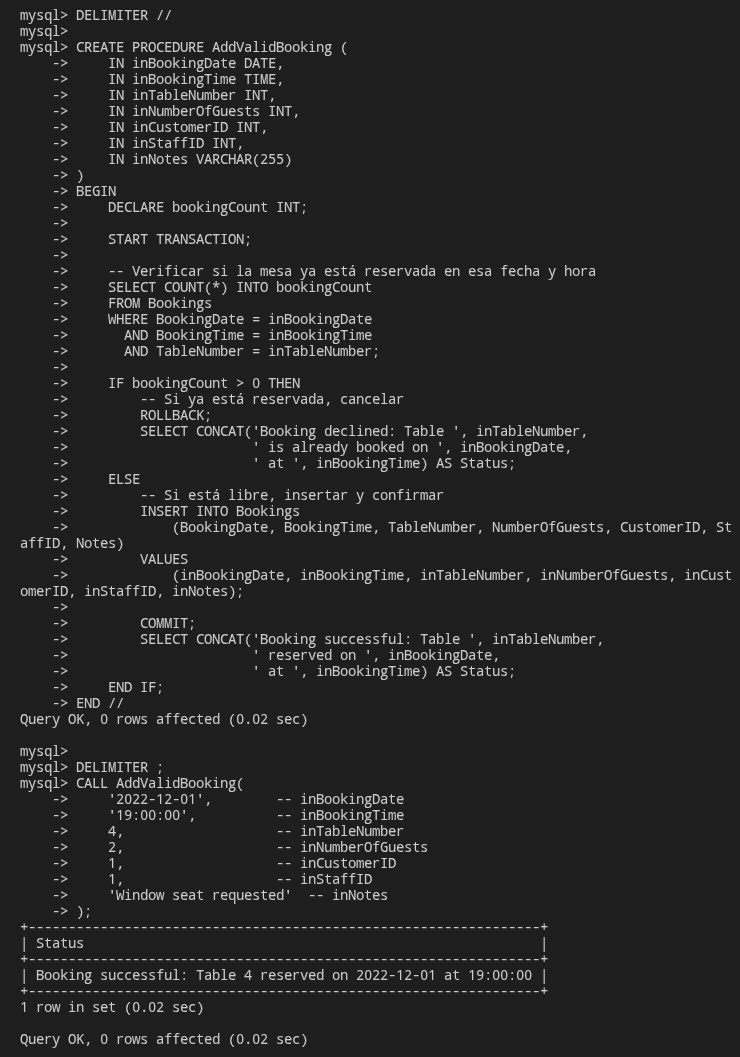 mysql> DELIMITER //
mysql>
mysql> CREATE PROCEDURE AddValidBooking (
    ->     IN inBookingDate DATE,
    ->     IN inBookingTime TIME,
    ->     IN inTableNumber INT,
    ->     IN inNumberOfGuests INT,
    ->     IN inCustomerID INT,
    ->     IN inStaffID INT,
    ->     IN inNotes VARCHAR(255)
    -> )
    -> BEGIN
    ->     DECLARE bookingCount INT;
    ->
    ->     START TRANSACTION;
    ->
    ->     -- Verificar si la mesa ya está reservada en esa fecha y hora
    ->     SELECT COUNT(*) INTO bookingCount
    ->     FROM Bookings
    ->     WHERE BookingDate = inBookingDate
    ->       AND BookingTime = inBookingTime
    ->       AND TableNumber = inTableNumber;
    ->
    ->     IF bookingCount > 0 THEN
    ->         -- Si ya está reservada, cancelar
    ->         ROLLBACK;
    ->         SELECT CONCAT('Booking declined: Table ', inTableNumber,
    ->                       ' is already booked on ', inBookingDate,
    ->                       ' at ', inBookingTime) AS Status;
    ->     ELSE
    ->         -- Si está libre, insertar y confirmar
    ->         INSERT INTO Bookings
    ->             (BookingDate, BookingTime, TableNumber, NumberOfGuests, CustomerID, St
affID, Notes)
    ->         VALUES
    ->             (inBookingDate, inBookingTime, inTableNumber, inNumberOfGuests, inCust
omerID, inStaffID, inNotes);
    ->
    ->         COMMIT;
    ->         SELECT CONCAT('Booking successful: Table ', inTableNumber,
    ->                       ' reserved on ', inBookingDate,
    ->                       ' at ', inBookingTime) AS Status;
    ->     END IF;
    -> END //
Query OK, 0 rows affected (0.02 sec)

mysql>
mysql> DELIMITER ;
mysql> CALL AddValidBooking(
    ->     '2022-12-01',        -- inBookingDate
    ->     '19:00:00',          -- inBookingTime
    ->     4,                   -- inTableNumber
    ->     2,                   -- inNumberOfGuests
    ->     1,                   -- inCustomerID
    ->     1,                   -- inStaffID
    ->     'Window seat requested'  -- inNotes
    -> );
+----------------------------------------------------------------+
| Status                                                         |
+----------------------------------------------------------------+
| Booking successful: Table 4 reserved on 2022-12-01 at 19:00:00 |
+----------------------------------------------------------------+
1 row in set (0.02 sec)

Query OK, 0 rows affected (0.02 sec)